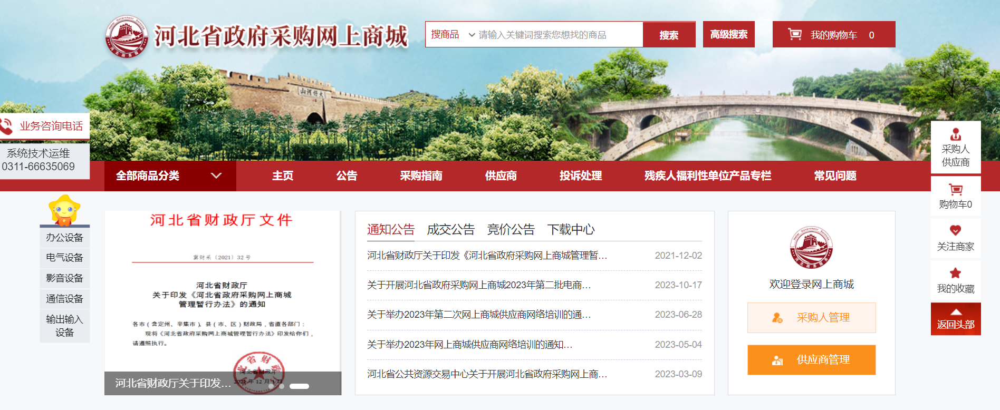 河北省政府采购网上商城
搜商品 请输入关键词搜索您想找的商品 搜索 高级搜索 我的购物车 0
山河好大
业务咨询电话
系统技术运维
0311-66635069
采购人
供应商
全部商品分类 主页 公告 采购指南 供应商 投诉处理 残疾人福利性单位产品专栏 常见问题
购物车0
关注商家
我的收藏
返回头部
办公设备
电气设备
影音设备
通信设备
输出输入
设备
河北省财政厅文件
冀财采〔2021〕32号
河北省财政厅
关于印发《河北省政府采购网上商城
管理暂行办法》的通知
各市（含定州、辛集市）、县（市、区）财政局，省直各部门：
现将《河北省政府采购网上商城管理暂行办法》印发给你们，
请遵照执行。
河北省财政厅
2021年12月1日
河北省财政厅关于印发...
通知公告 成交公告 竞价公告 下载中心
河北省财政厅关于印发《河北省政府采购网上商城管理暂... 2021-12-02
关于开展河北省政府采购网上商城2023年第二批电商... 2023-10-17
关于举办2023年第二次网上商城供应商网络培训的通... 2023-06-28
关于举办2023年网上商城供应商网络培训的通知... 2023-05-04
河北省公共资源交易中心关于开展河北省政府采购网上商... 2023-03-09
欢迎登录网上商城
采购人管理
供应商管理